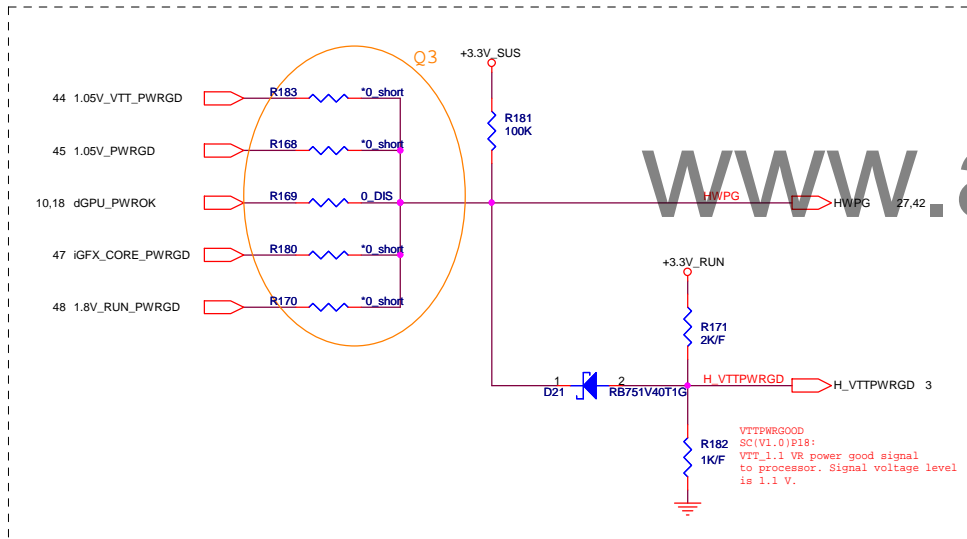 Q3
+3.3V_SUS
44 1.05V_VTT_PWRGD
R183
*0_short
R181
100K
45 1.05V_PWRGD
R168
*0_short
www.a
10,18 dGPU_PWROK
R169
0_DIS
HWPG
HWPG 27,42
47 iGFX_CORE_PWRGD
R180
*0_short
+3.3V_RUN
48 1.8V_RUN_PWRGD
R170
*0_short
R171
2K/F
1
2
H_VTTPWRGD
H_VTTPWRGD 3
D21
RB751V40T1G
R182
1K/F
VTTPWRGOOD
SC(V1.0)P18:
VTT_1.1 VR power good signal
to processor. Signal voltage level
is 1.1 V.